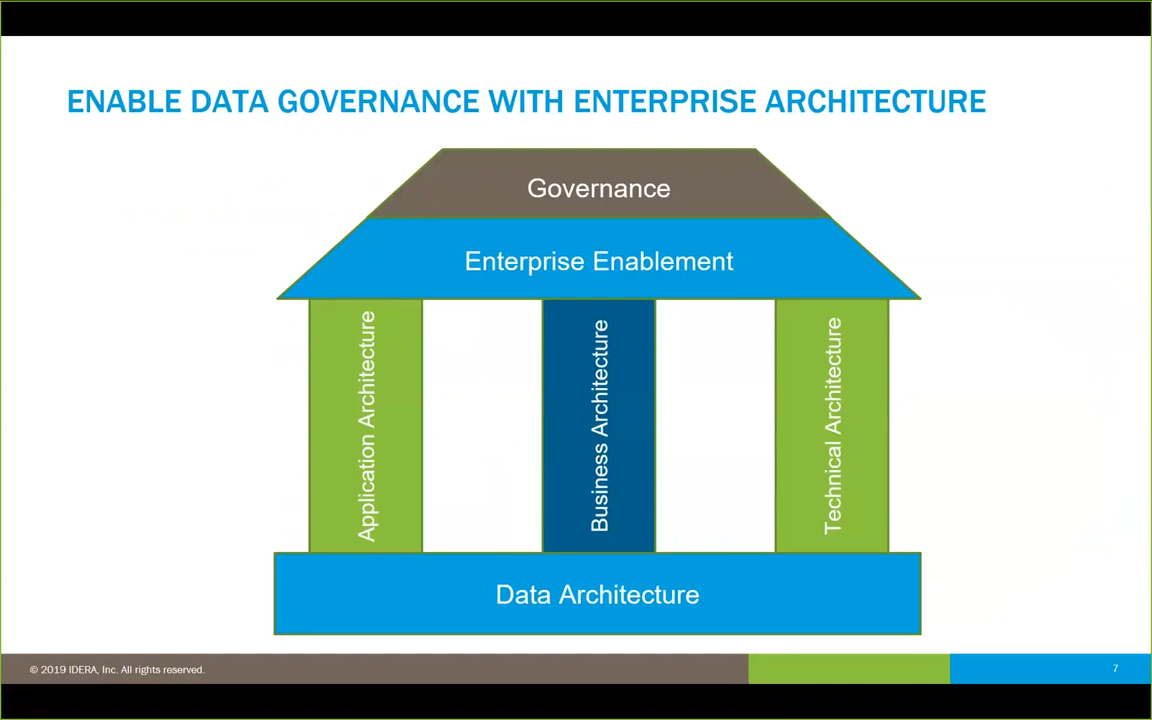 ENABLE DATA GOVERNANCE WITH ENTERPRISE ARCHITECTURE
Governance
Enterprise Enablement
Application Architecture
Business Architecture
Technical Architecture
Data Architecture
© 2019 IDERA, Inc. All rights reserved.
7